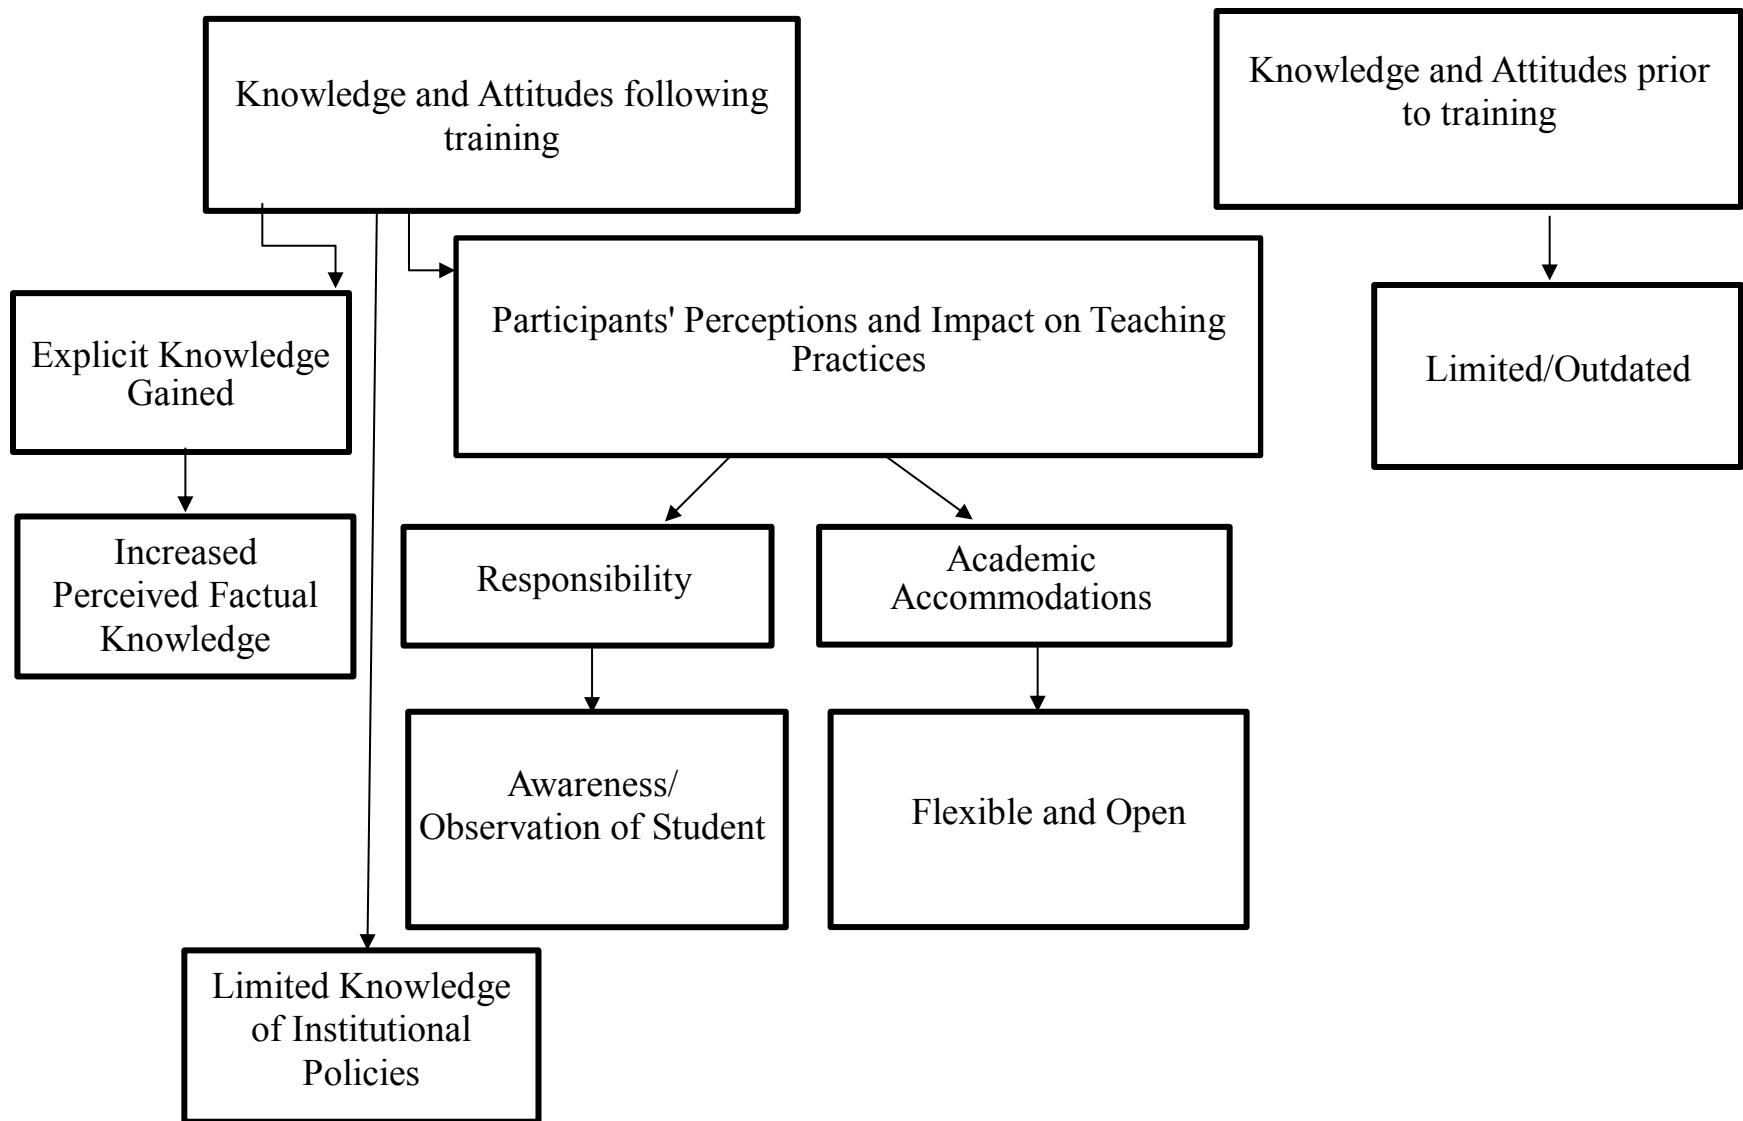 Knowledge and Attitudes following
training
Knowledge and Attitudes prior
to training
Explicit Knowledge
Gained
Participants' Perceptions and Impact on Teaching
Practices
Limited/Outdated
Increased
Perceived Factual
Knowledge
Responsibility
Academic
Accommodations
Awareness/
Observation of Student
Flexible and Open
Limited Knowledge
of Institutional
Policies